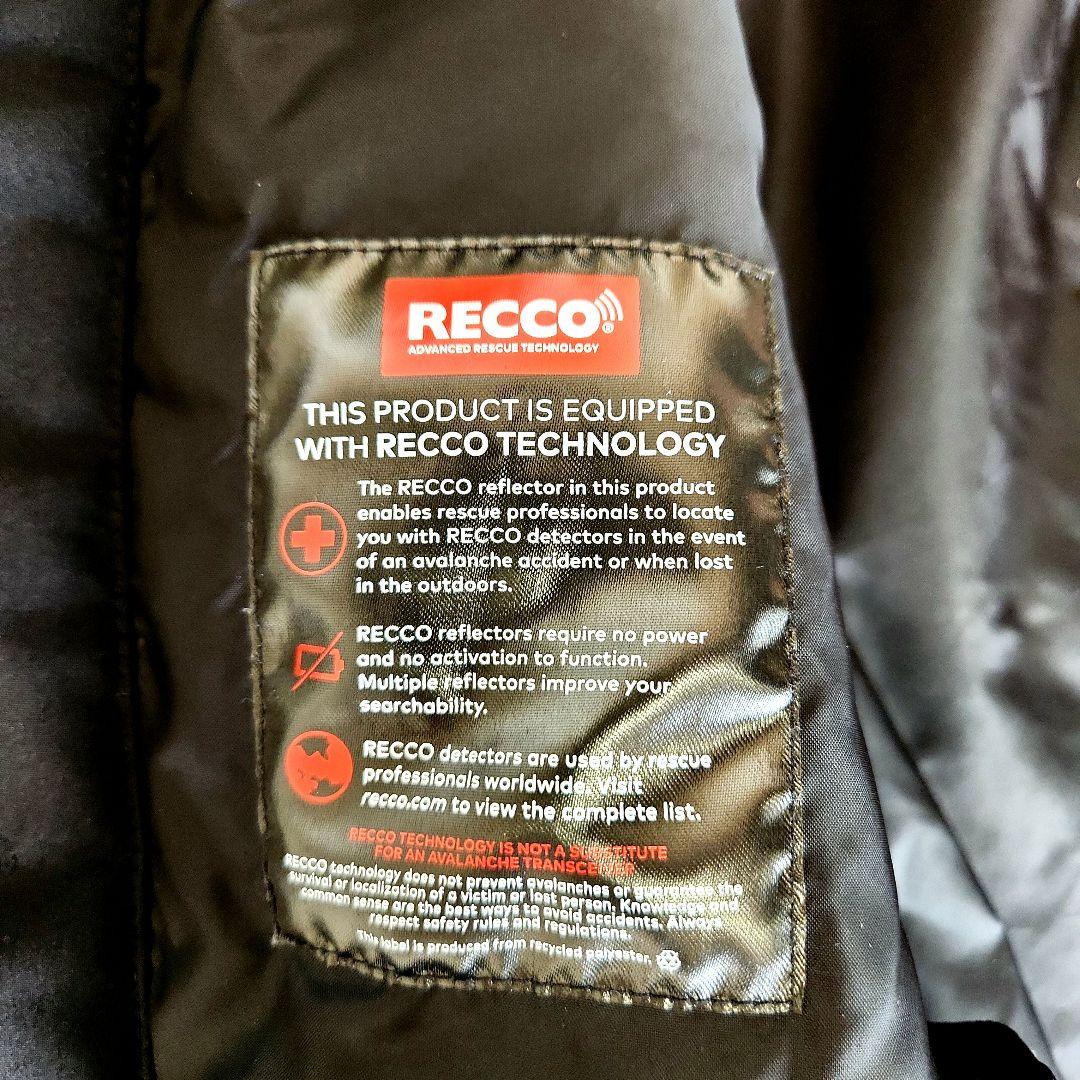 RECCO®
ADVANCED RESCUE TECHNOLOGY
THIS PRODUCT IS EQUIPPED
WITH RECCO TECHNOLOGY
The RECCO reflector in this product
enables rescue professionals to locate
you with RECCO detectors in the event
of an avalanche accident or when lost
in the outdoors.
RECCO reflectors require no power
and no activation to function.
Multiple reflectors improve your
searchability.
RECCO detectors are used by rescue
professionals worldwide. Visit
recco.com to view the complete list.
RECCO TECHNOLOGY IS NOT A SUBSTITUTE
FOR AN AVALANCHE TRANSCEIVER
RECCO technology does not prevent avalanches or guarantee the
survival or localization of a victim or lost person. Knowledge and
common sense are the best ways to avoid accidents. Always
respect safety rules and regulations.
This label is produced from recycled polyester.